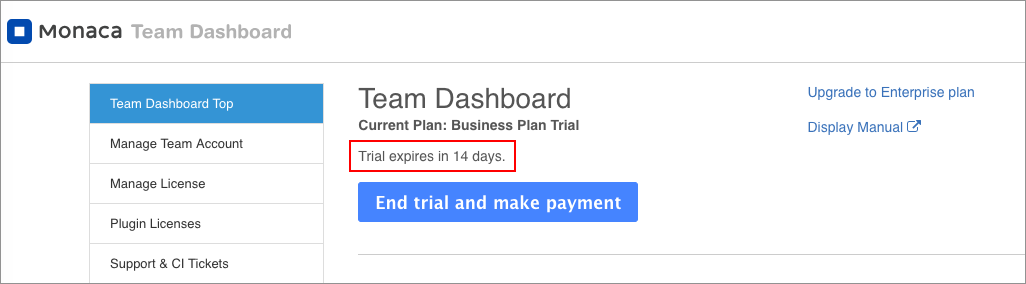 Monaca Team Dashboard
Team Dashboard Top
Manage Team Account
Manage License
Plugin Licenses
Support & CI Tickets
Team Dashboard
Current Plan: Business Plan Trial
Trial expires in 14 days.
End trial and make payment
Upgrade to Enterprise plan
Display Manual